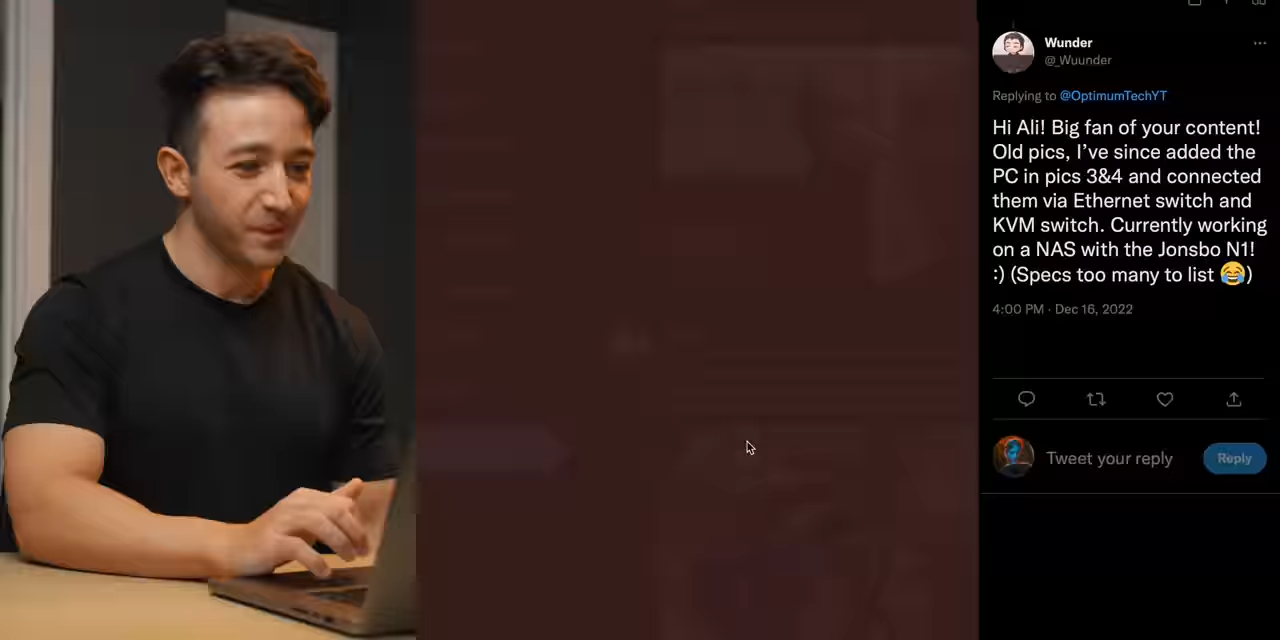 Wunder
@_Wuunder
Replying to @OptimumTechYT
Hi Ali! Big fan of your content!
Old pics, I’ve since added the
PC in pics 3&4 and connected
them via Ethernet switch and
KVM switch. Currently working
on a NAS with the Jonsbo N1!
:) (Specs too many to list 😂)
4:00 PM · Dec 16, 2022
Tweet your reply
Reply